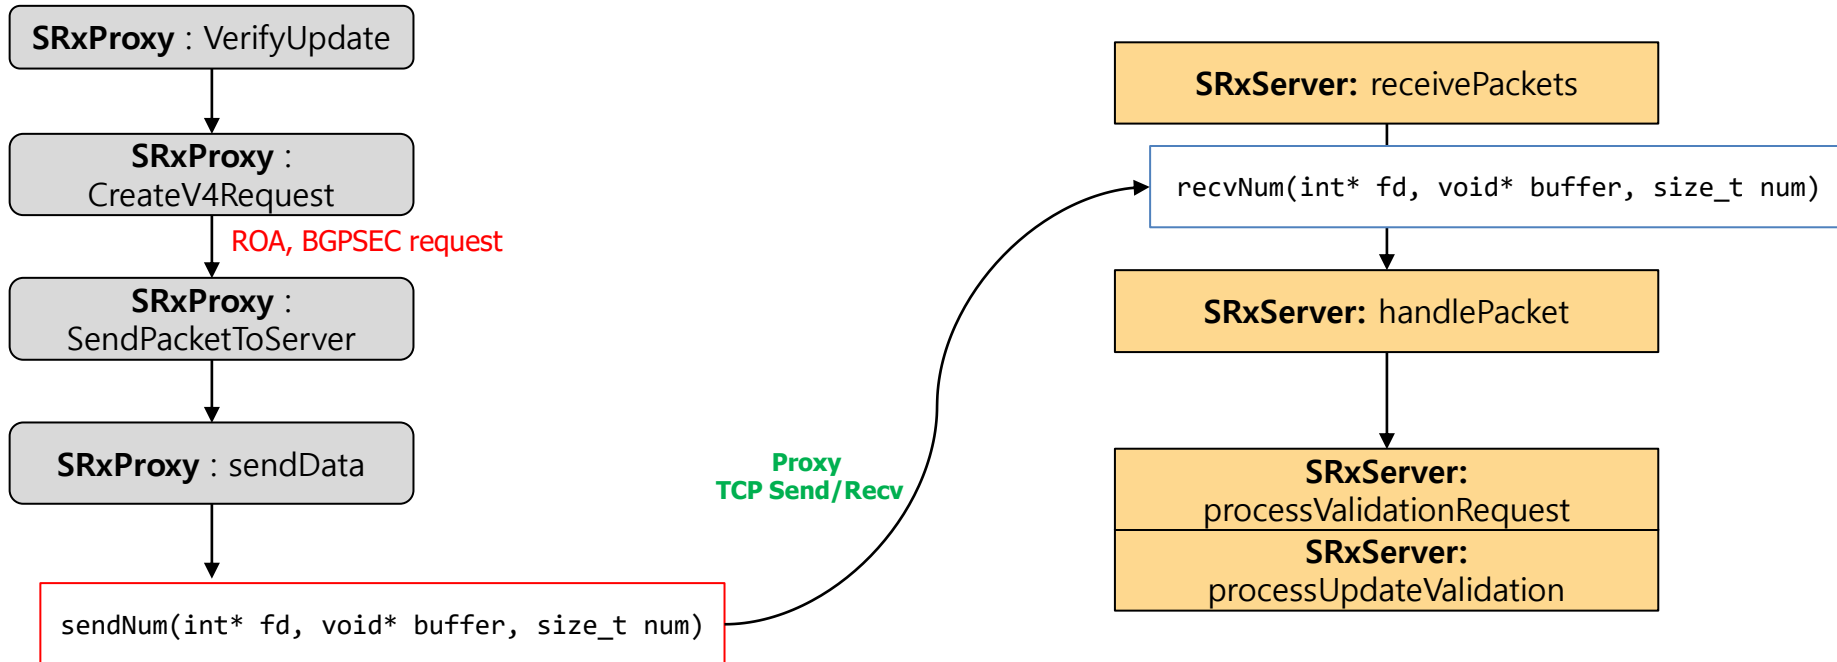 SRxProxy : VerifyUpdate
SRxProxy :
CreateV4Request
ROA, BGPSEC request
SRxProxy :
SendPacketToServer
SRxProxy : sendData
sendNum(int* fd, void* buffer, size_t num)
Proxy
TCP Send/Recv
SRxServer: receivePackets
recvNum(int* fd, void* buffer, size_t num)
SRxServer: handlePacket
SRxServer:
processValidationRequest
SRxServer:
processUpdateValidation